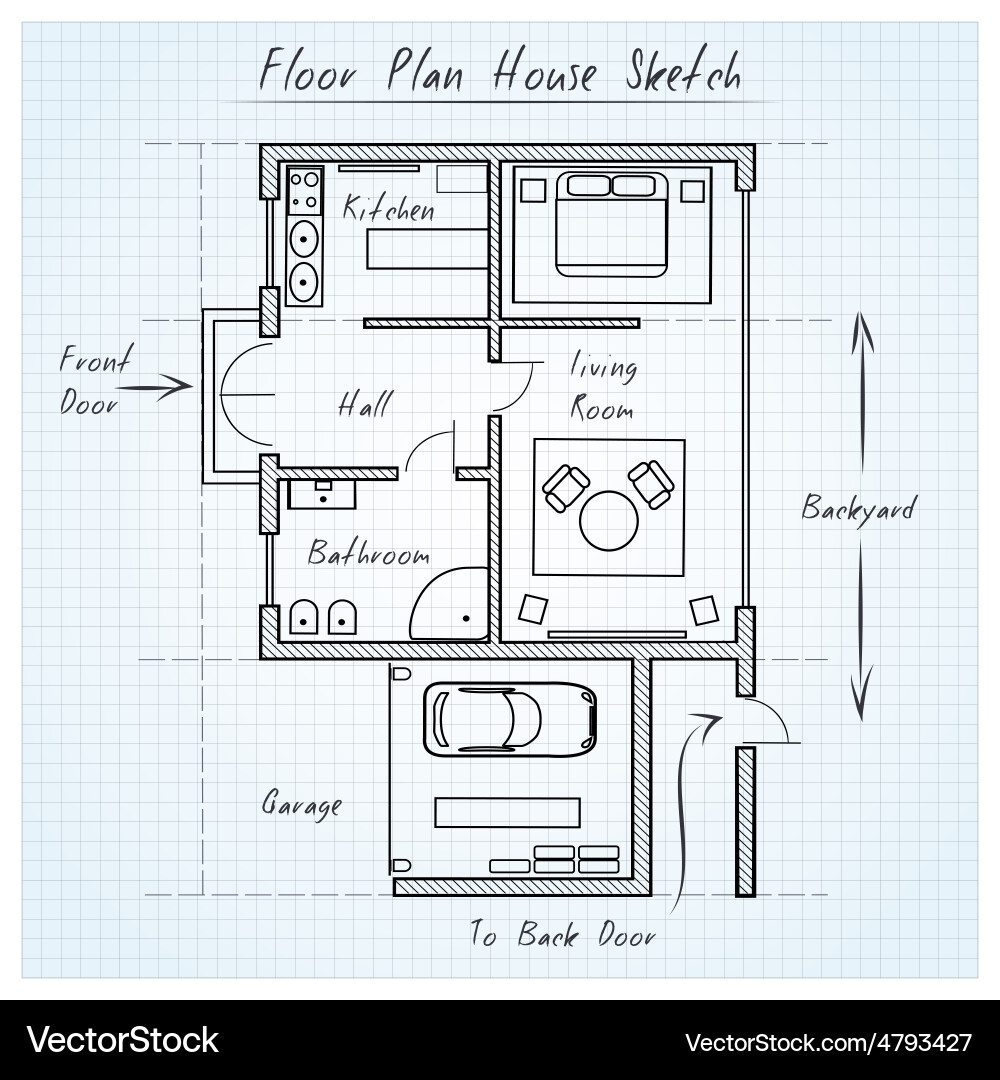 Floor Plan House Sketch
Kitchen
Front
Door
Hall
living
Room
Backyard
Bathroom
Garage
To Back Door
VectorStock®
VectorStock.com/4793427